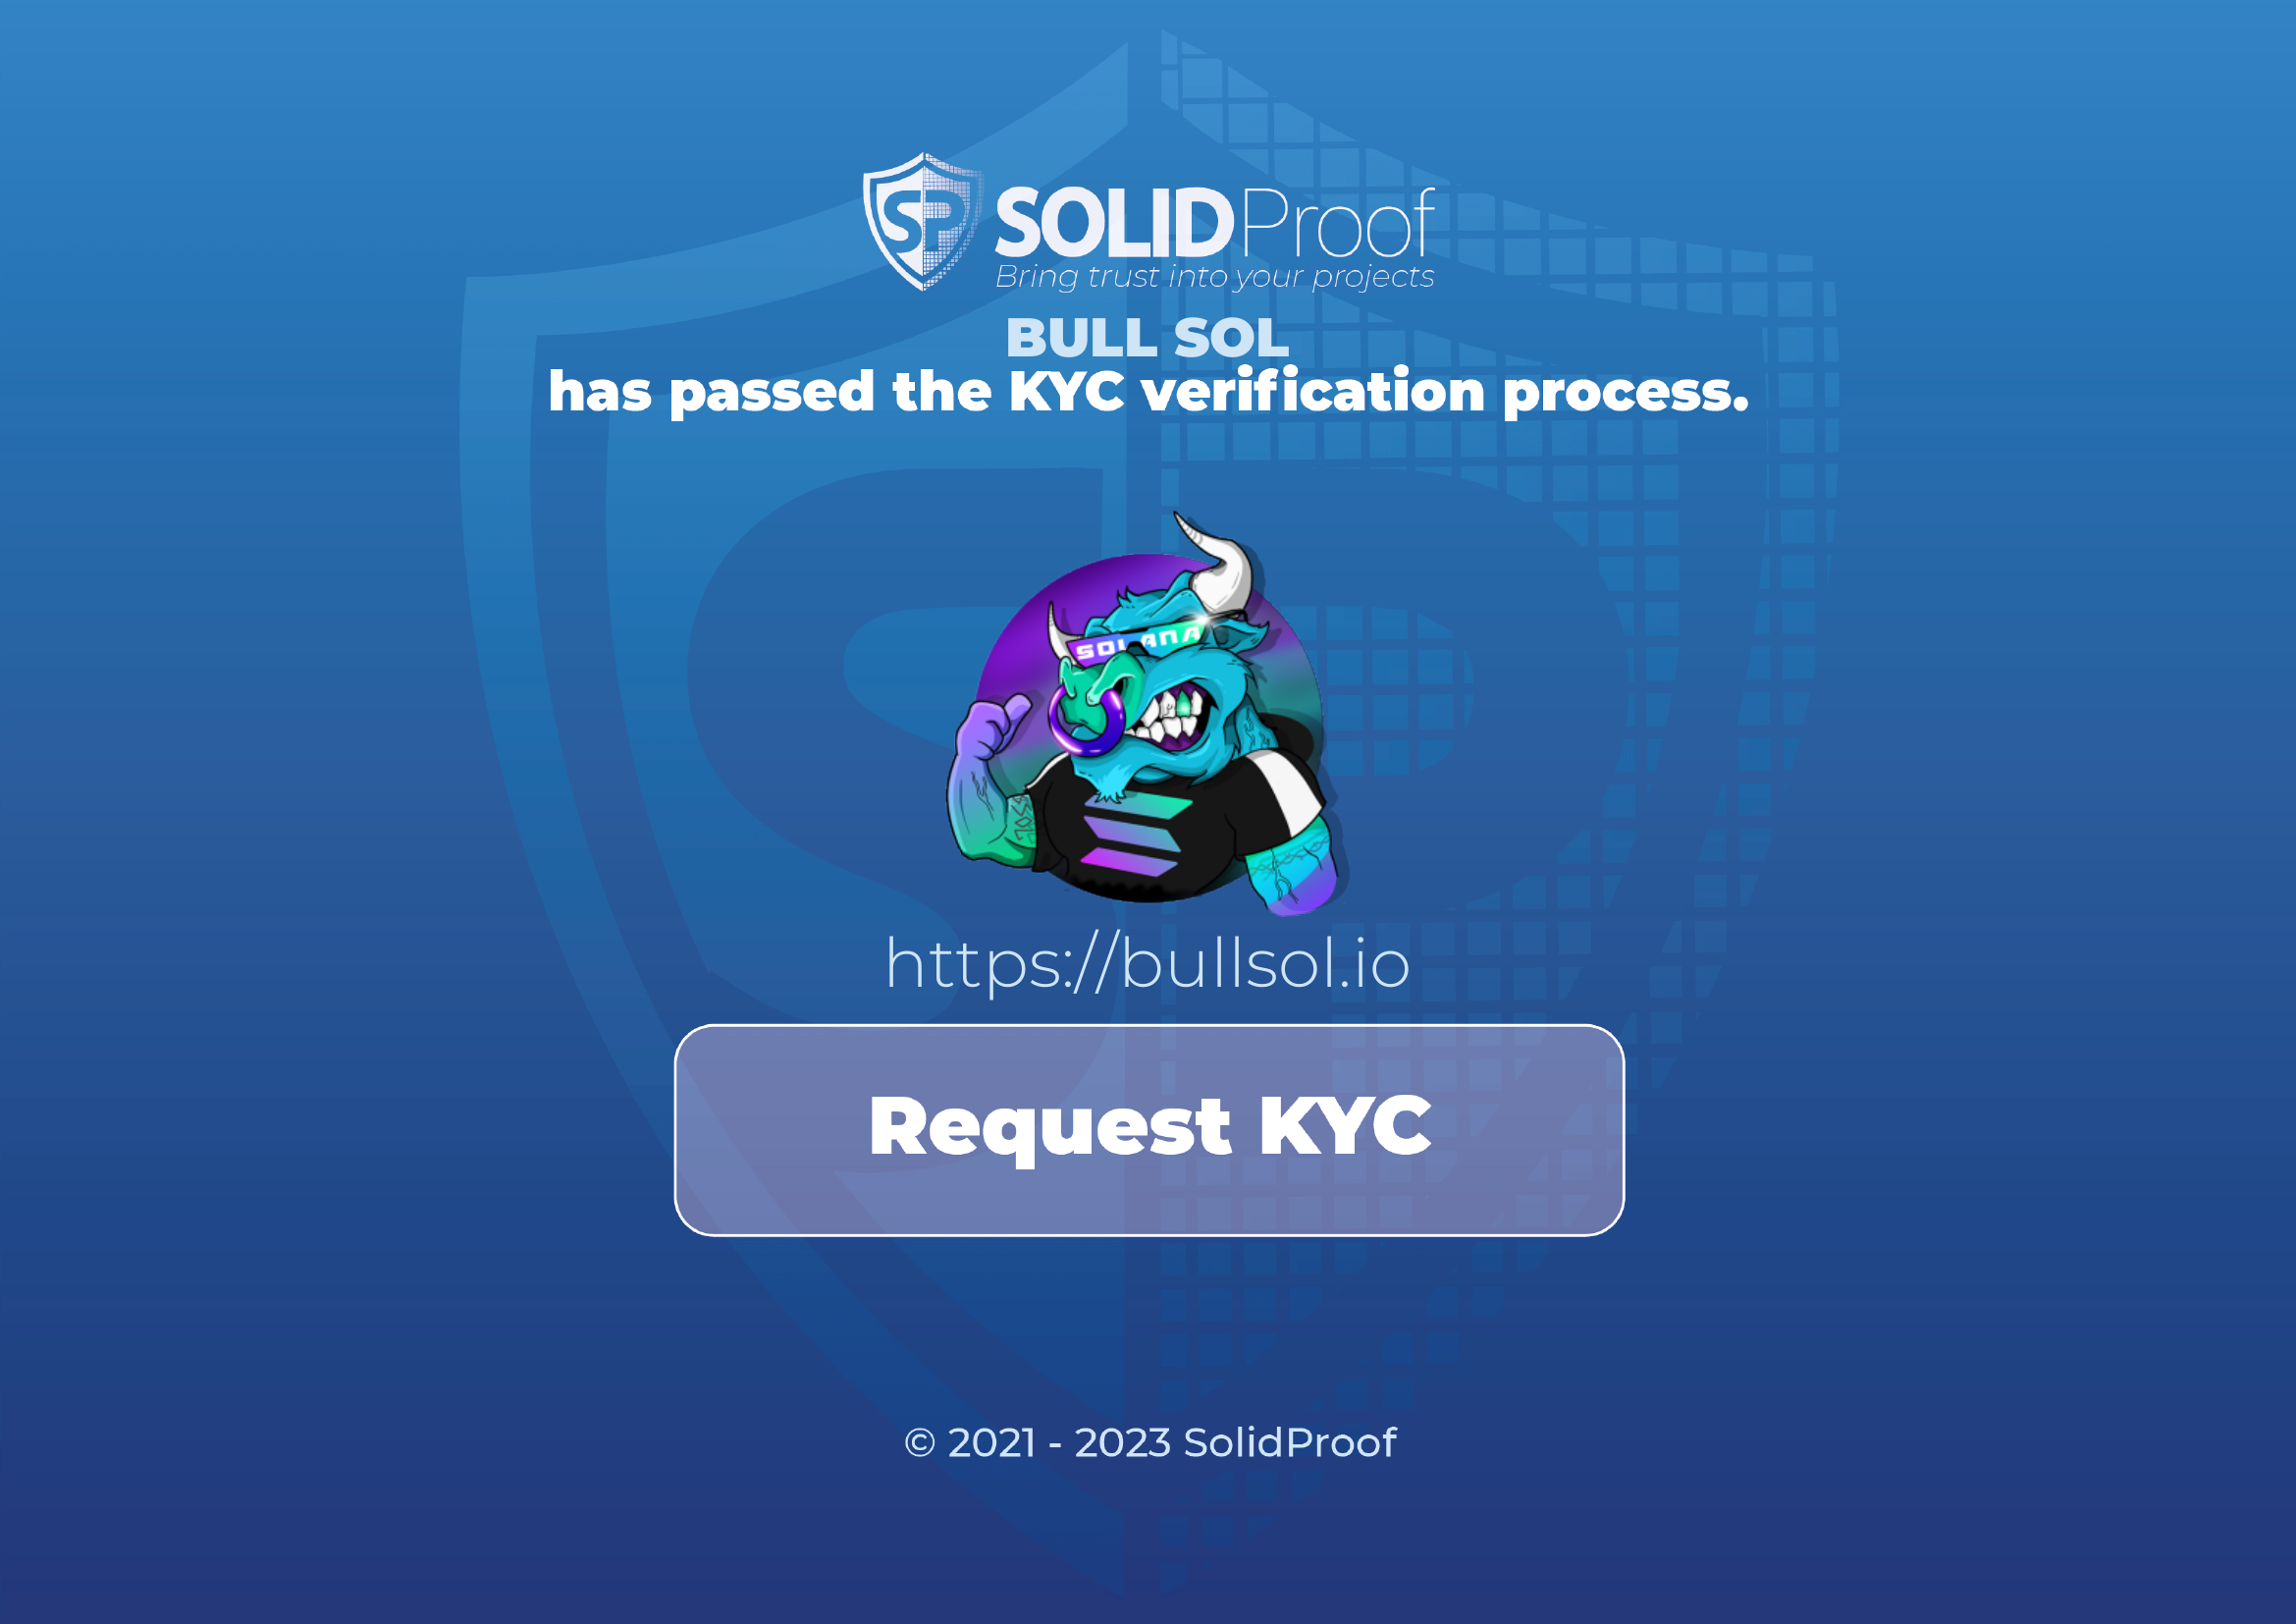 SP
SOLIDProof
Bring trust into your projects
BULL SOL
has passed the KYC verification process.
SOLANA
SOL
https://bullsol.io
Request KYC
© 2021 - 2023 SolidProof